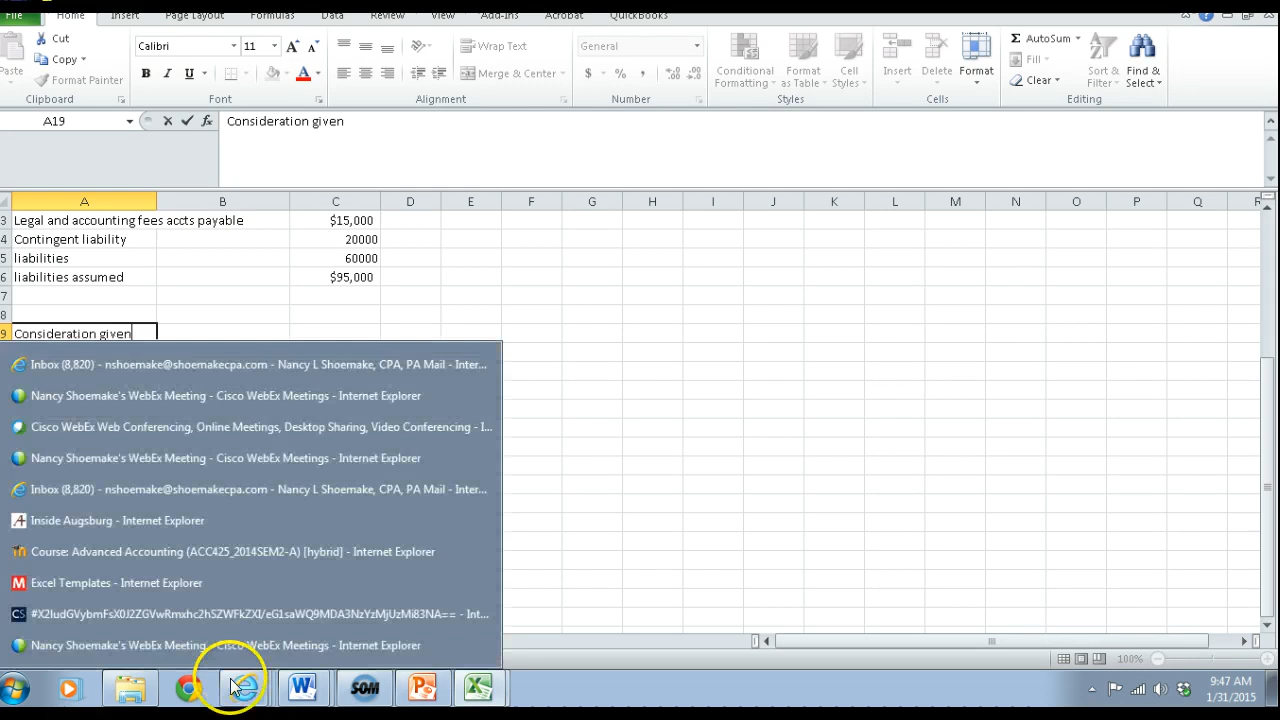 File Home Insert Page Layout Formulas Data Review View Add-Ins Acrobat QuickBooks
Paste
Cut
Copy
Format Painter
Clipboard
Calibri 11
B I U
Font
Wrap Text
Merge & Center
Alignment
General
$ % ,
Number
Conditional Formatting
Format as Table
Cell Styles
Styles
Insert
Delete
Format
Cells
AutoSum
Fill
Clear
Sort & Filter
Find & Select
Editing
A19 fx Consideration given
A B C D E F G H I J K L M N O P Q R
3 Legal and accounting fees accts payable $15,000
4 Contingent liability 20000
5 liabilities 60000
6 liabilities assumed $95,000
7
8
9 Consideration given
Inbox (8,820) - nshoemake@shoemakecpa.com - Nancy L Shoemake, CPA, PA Mail - Inter...
Nancy Shoemake's WebEx Meeting - Cisco WebEx Meetings - Internet Explorer
Cisco WebEx Web Conferencing, Online Meetings, Desktop Sharing, Video Conferencing - I...
Nancy Shoemake's WebEx Meeting - Cisco WebEx Meetings - Internet Explorer
Inbox (8,820) - nshoemake@shoemakecpa.com - Nancy L Shoemake, CPA, PA Mail - Inter...
Inside Augsburg - Internet Explorer
Course: Advanced Accounting (ACC425_2014SEM2-A) [hybrid] - Internet Explorer
Excel Templates - Internet Explorer
Nancy Shoemake's WebEx Meeting - Cisco WebEx Meetings - Internet Explorer
100%
SOM
9:47 AM
1/31/2015